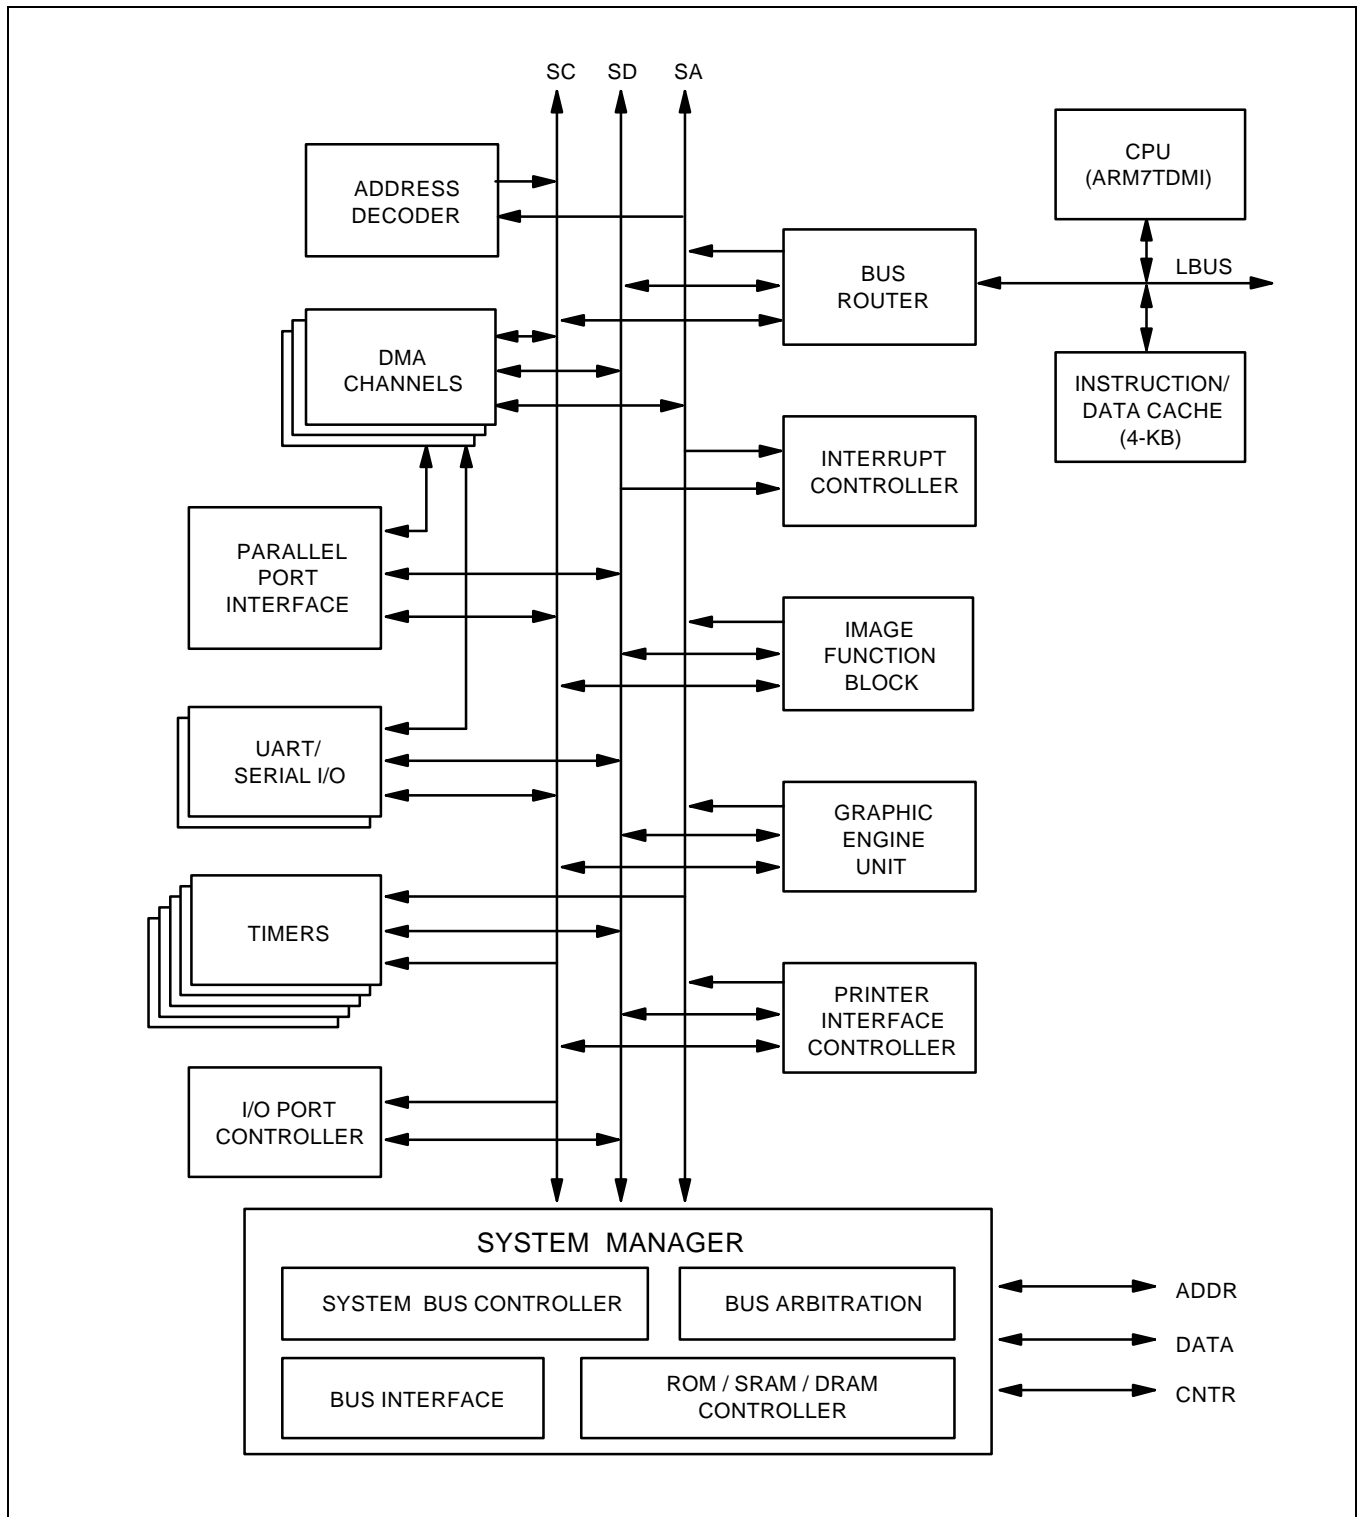 SC SD SA
ADDRESS
DECODER
CPU
(ARM7TDMI)
BUS
ROUTER
LBUS
DMA
CHANNELS
INSTRUCTION/
DATA CACHE
(4-KB)
INTERRUPT
CONTROLLER
PARALLEL
PORT
INTERFACE
IMAGE
FUNCTION
BLOCK
UART/
SERIAL I/O
GRAPHIC
ENGINE
UNIT
TIMERS
PRINTER
INTERFACE
CONTROLLER
I/O PORT
CONTROLLER
SYSTEM MANAGER
SYSTEM BUS CONTROLLER
BUS ARBITRATION
BUS INTERFACE
ROM / SRAM / DRAM
CONTROLLER
ADDR
DATA
CNTR